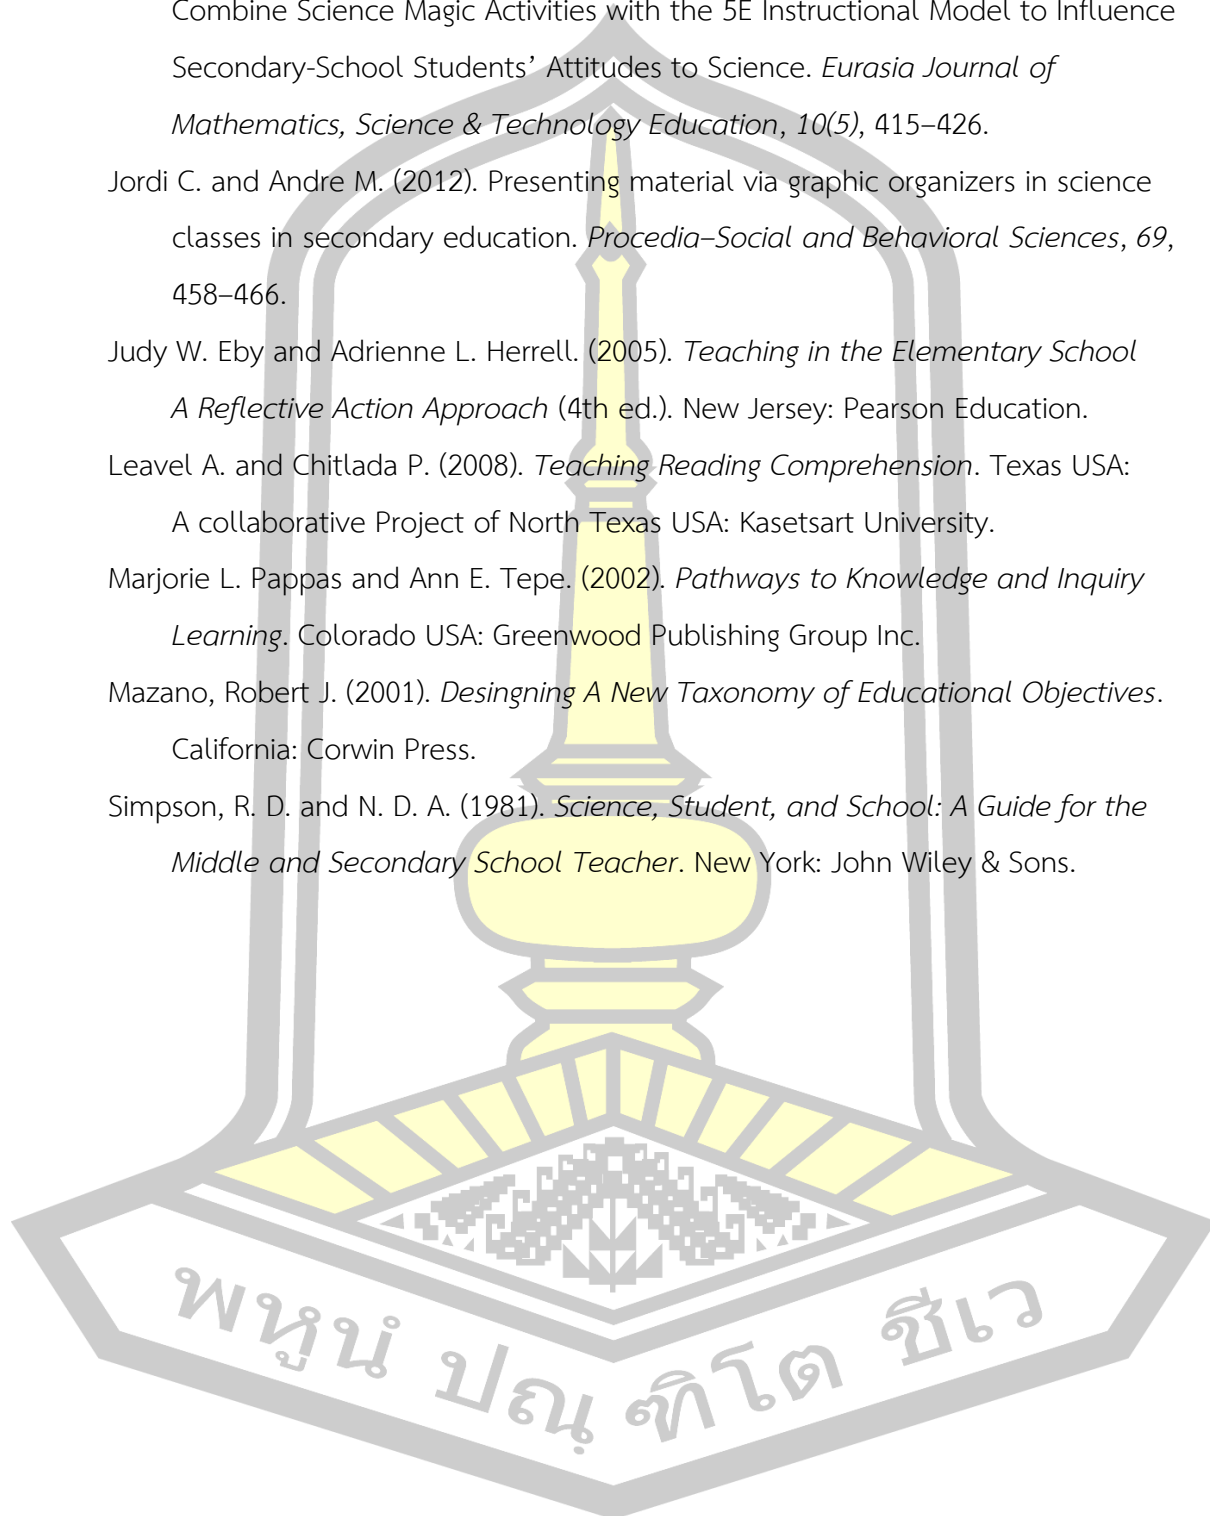 Combine Science Magic Activities with the 5E Instructional Model to Influence
Secondary-School Students’ Attitudes to Science. Eurasia Journal of
Mathematics, Science & Technology Education, 10(5), 415–426.
Jordi C. and Andre M. (2012). Presenting material via graphic organizers in science
classes in secondary education. Procedia–Social and Behavioral Sciences, 69,
458–466.
Judy W. Eby and Adrienne L. Herrell. (2005). Teaching in the Elementary School
A Reflective Action Approach (4th ed.). New Jersey: Pearson Education.
Leavel A. and Chitlada P. (2008). Teaching Reading Comprehension. Texas USA:
A collaborative Project of North Texas USA: Kasetsart University.
Marjorie L. Pappas and Ann E. Tepe. (2002). Pathways to Knowledge and Inquiry
Learning. Colorado USA: Greenwood Publishing Group Inc.
Mazano, Robert J. (2001). Desingning A New Taxonomy of Educational Objectives.
California: Corwin Press.
Simpson, R. D. and N. D. A. (1981). Science, Student, and School: A Guide for the
Middle and Secondary School Teacher. New York: John Wiley & Sons.
พหูนํ ปณฺฑิโต ชีเว